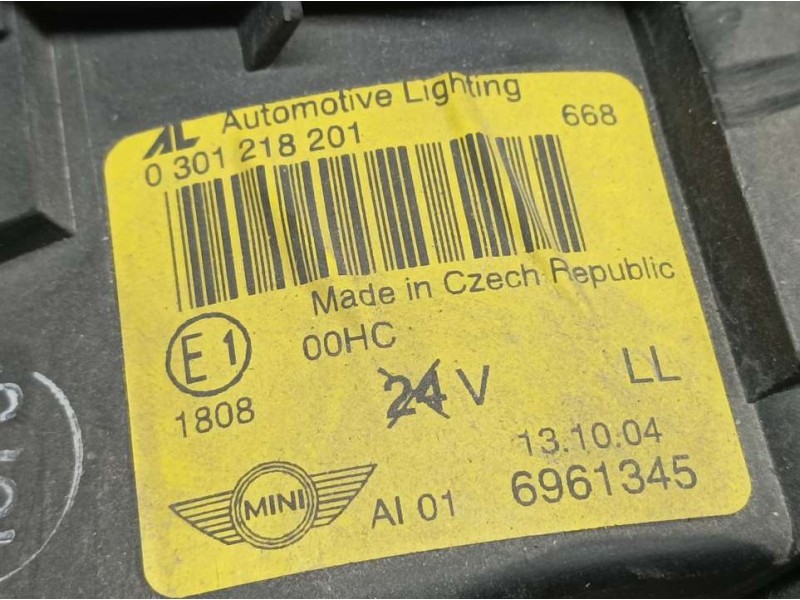 AL Automotive Lighting
0 301 218 201
668
Made in Czech Republic
E1
00HC
1808
24 V
LL
13.10.04
MINI
AI 01
6961345